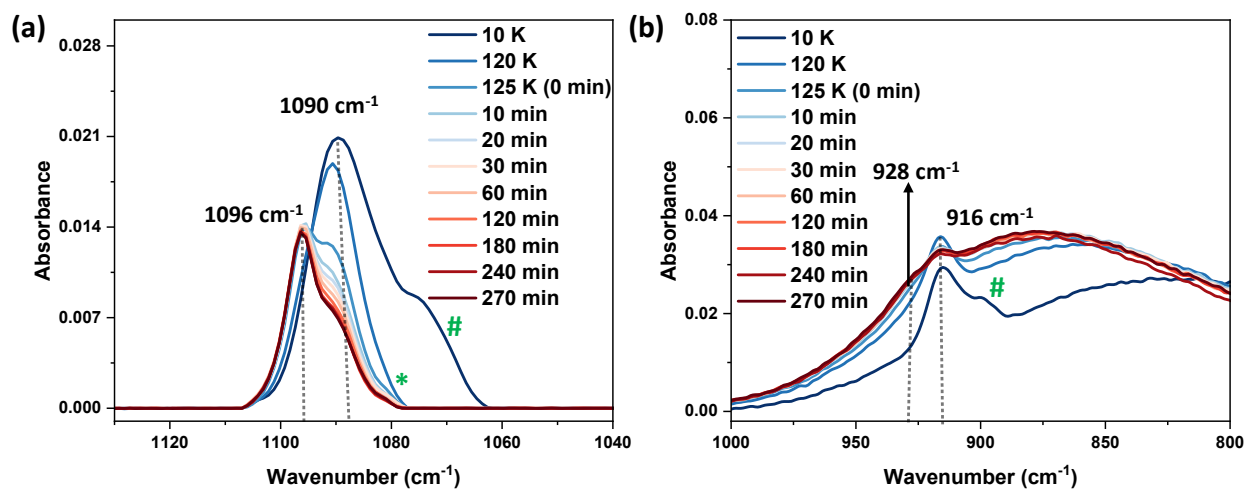 (a)
0.028
0.021
0.014
0.007
0.000
Absorbance
1120
1100
1080
1060
1040
Wavenumber (cm⁻¹)
1090 cm⁻¹
1096 cm⁻¹
#
*
10 K
120 K
125 K (0 min)
10 min
20 min
30 min
60 min
120 min
180 min
240 min
270 min
(b)
0.08
0.06
0.04
0.02
0.00
Absorbance
1000
950
900
850
800
Wavenumber (cm⁻¹)
10 K
120 K
125 K (0 min)
10 min
20 min
30 min
60 min
120 min
180 min
240 min
270 min
928 cm⁻¹
916 cm⁻¹
#